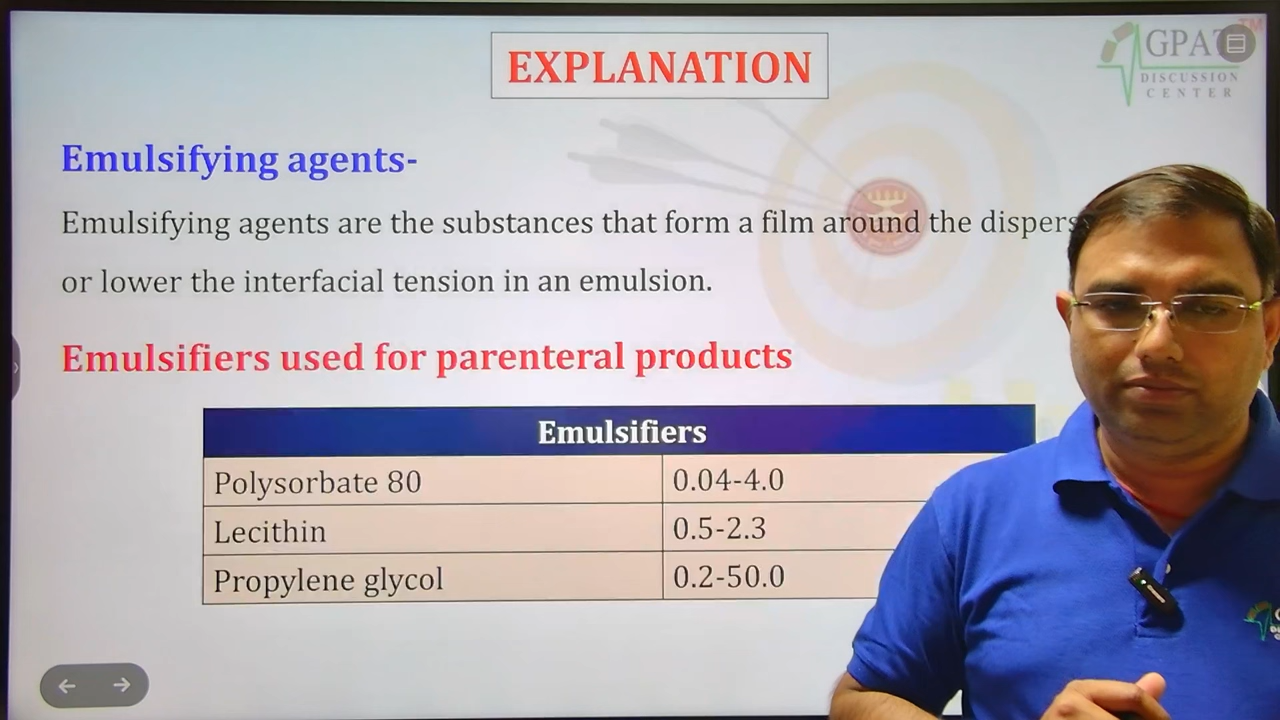 EXPLANATION
GPAT TM
DISCUSSION
CENTER
Emulsifying agents-
Emulsifying agents are the substances that form a film around the
or lower the interfacial tension in an emulsion.
Emulsifiers used for parenteral products
Emulsifiers
Polysorbate 80 0.04-4.0
Lecithin 0.5-2.3
Propylene glycol 0.2-50.0